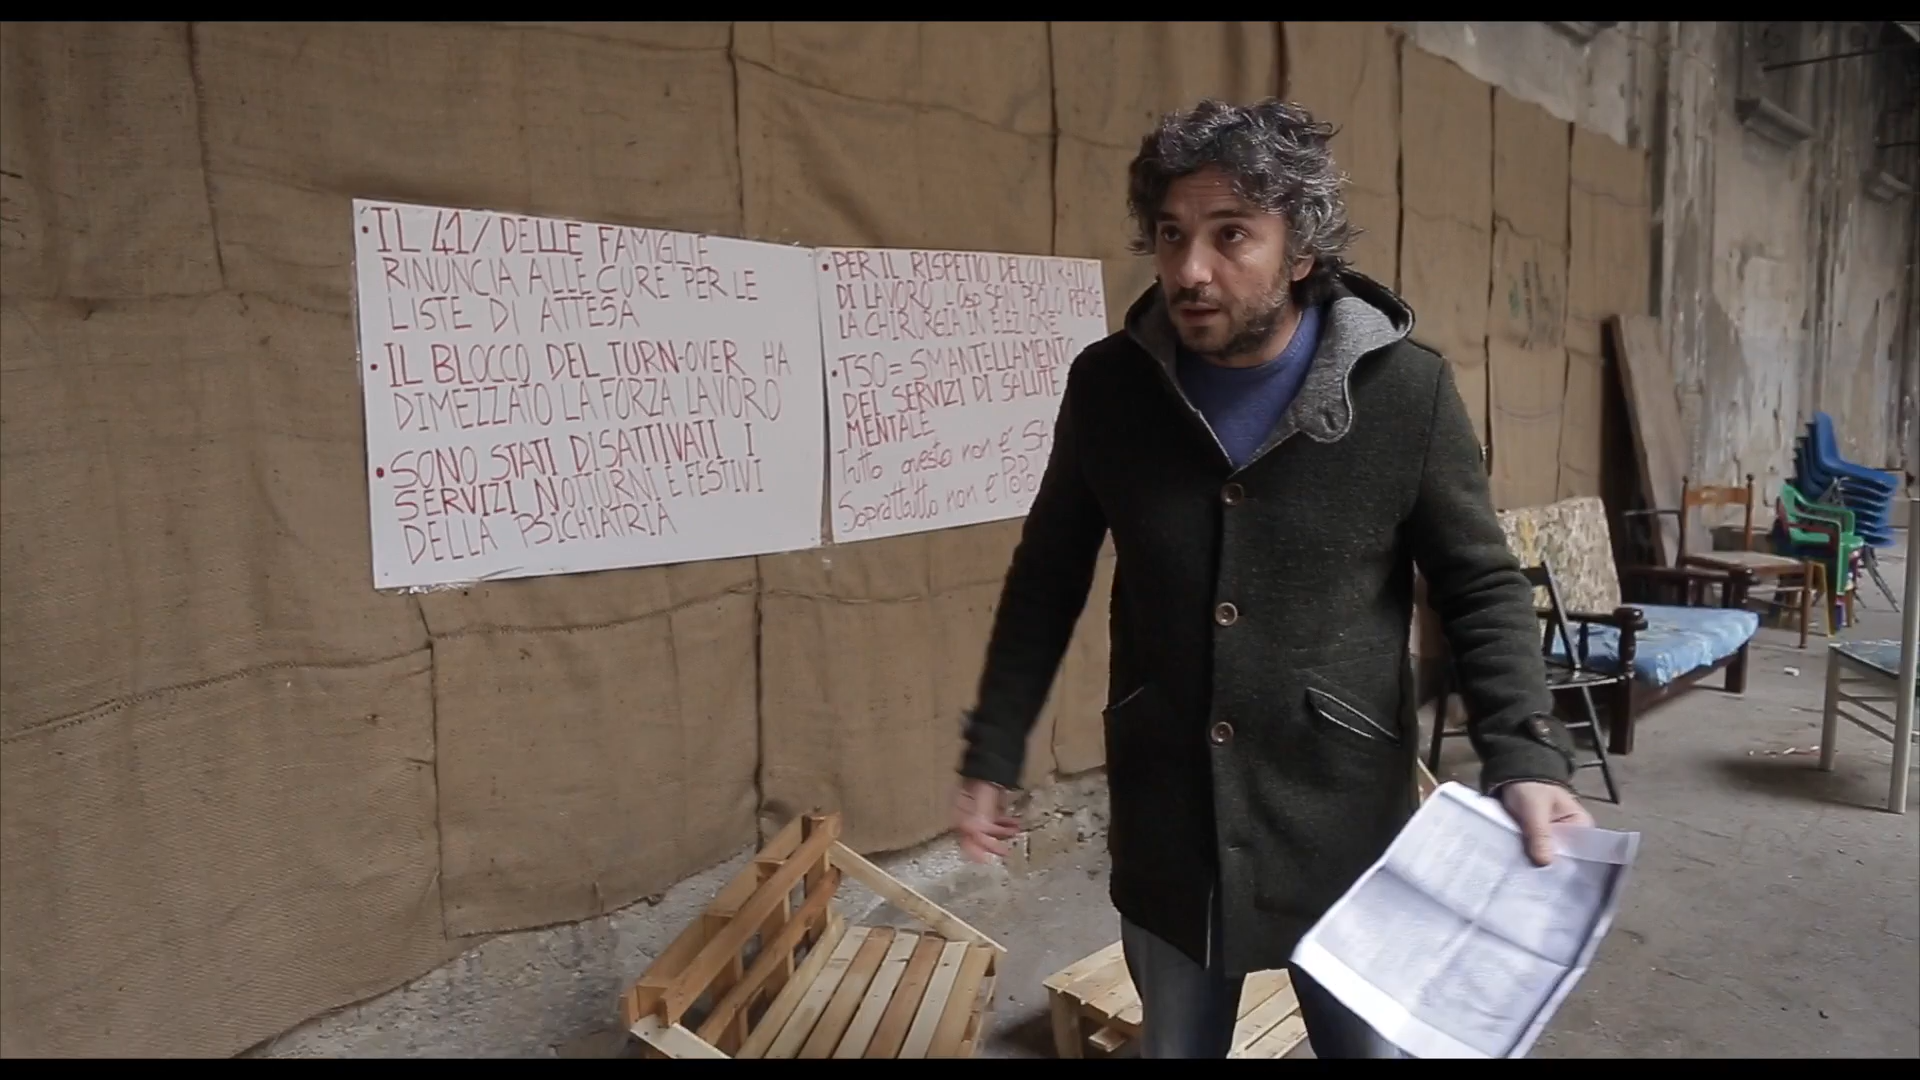 IL 41% DELLE FAMIGLIE
RINUNCIA ALLE CURE PER LE
LISTE DI ATTESA
IL BLOCCO DEL TURN-OVER HA
DIMEZZATO LA FORZA LAVORO
SONO STATI DISATTIVATI I
SERVIZI NOTTURNI E FESTIVI
DELLA PSICHIATRIA
PER IL RISPETTO DEL
DI LAVORO L'OSP SAN PAOLO PERDE
LA CHIRURGIA IN ELEZIONE
TSO = SMANTELLAMENTO
DEI SERVIZI DI SALUTE
MENTALE
Tutto questo non è
Soprattutto non è